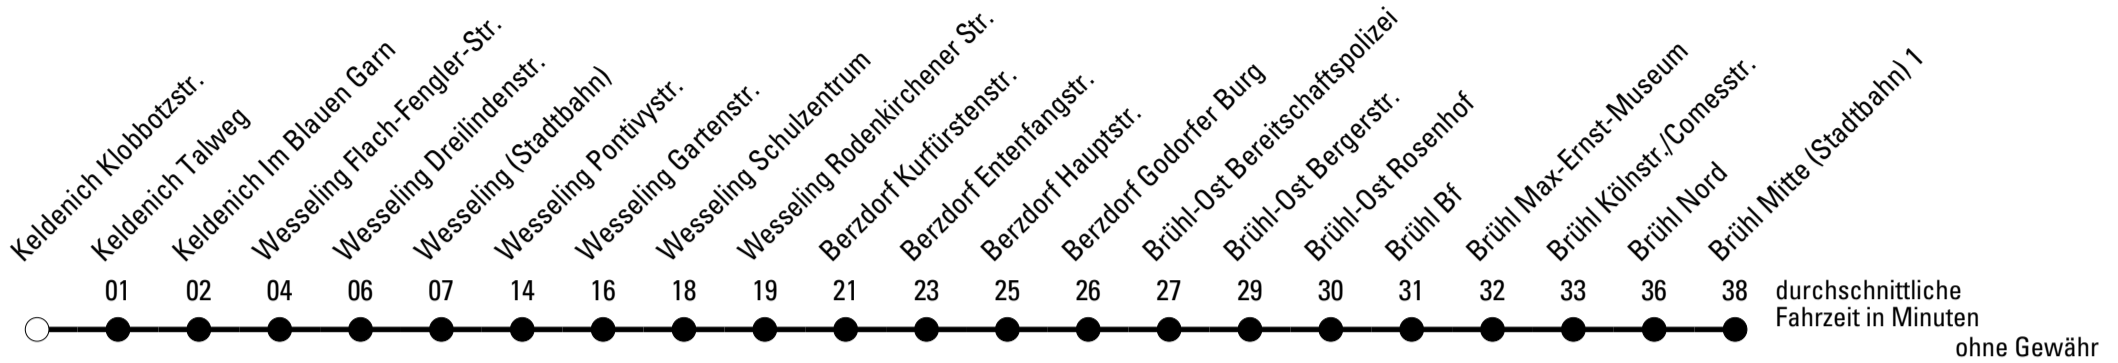 Keldenich Klobbotzstr.
Keldenich Talweg
Keldenich Im Blauen Garn
Wesseling Flach-Fengler-Str.
Wesseling Dreilindenstr.
Wesseling (Stadtbahn)
Wesseling Pontivystr.
Wesseling Gartenstr.
Wesseling Schulzentrum
Wesseling Rodenkirchener Str.
Berzdorf Kurfürstenstr.
Berzdorf Entenfangstr.
Berzdorf Hauptstr.
Berzdorf Godorfer Burg
Brühl-Ost Bereitschaftspolizei
Brühl-Ost Bergerstr.
Brühl-Ost Rosenhof
Brühl Bf
Brühl Max-Ernst-Museum
Brühl Kölnstr./Comesstr.
Brühl Nord
Brühl Mitte (Stadtbahn) 1
01 02 04 06 07 14 16 18 19 21 23 25 26 27 29 30 31 32 33 36 38 durchschnittliche
Fahrzeit in Minuten
ohne Gewähr